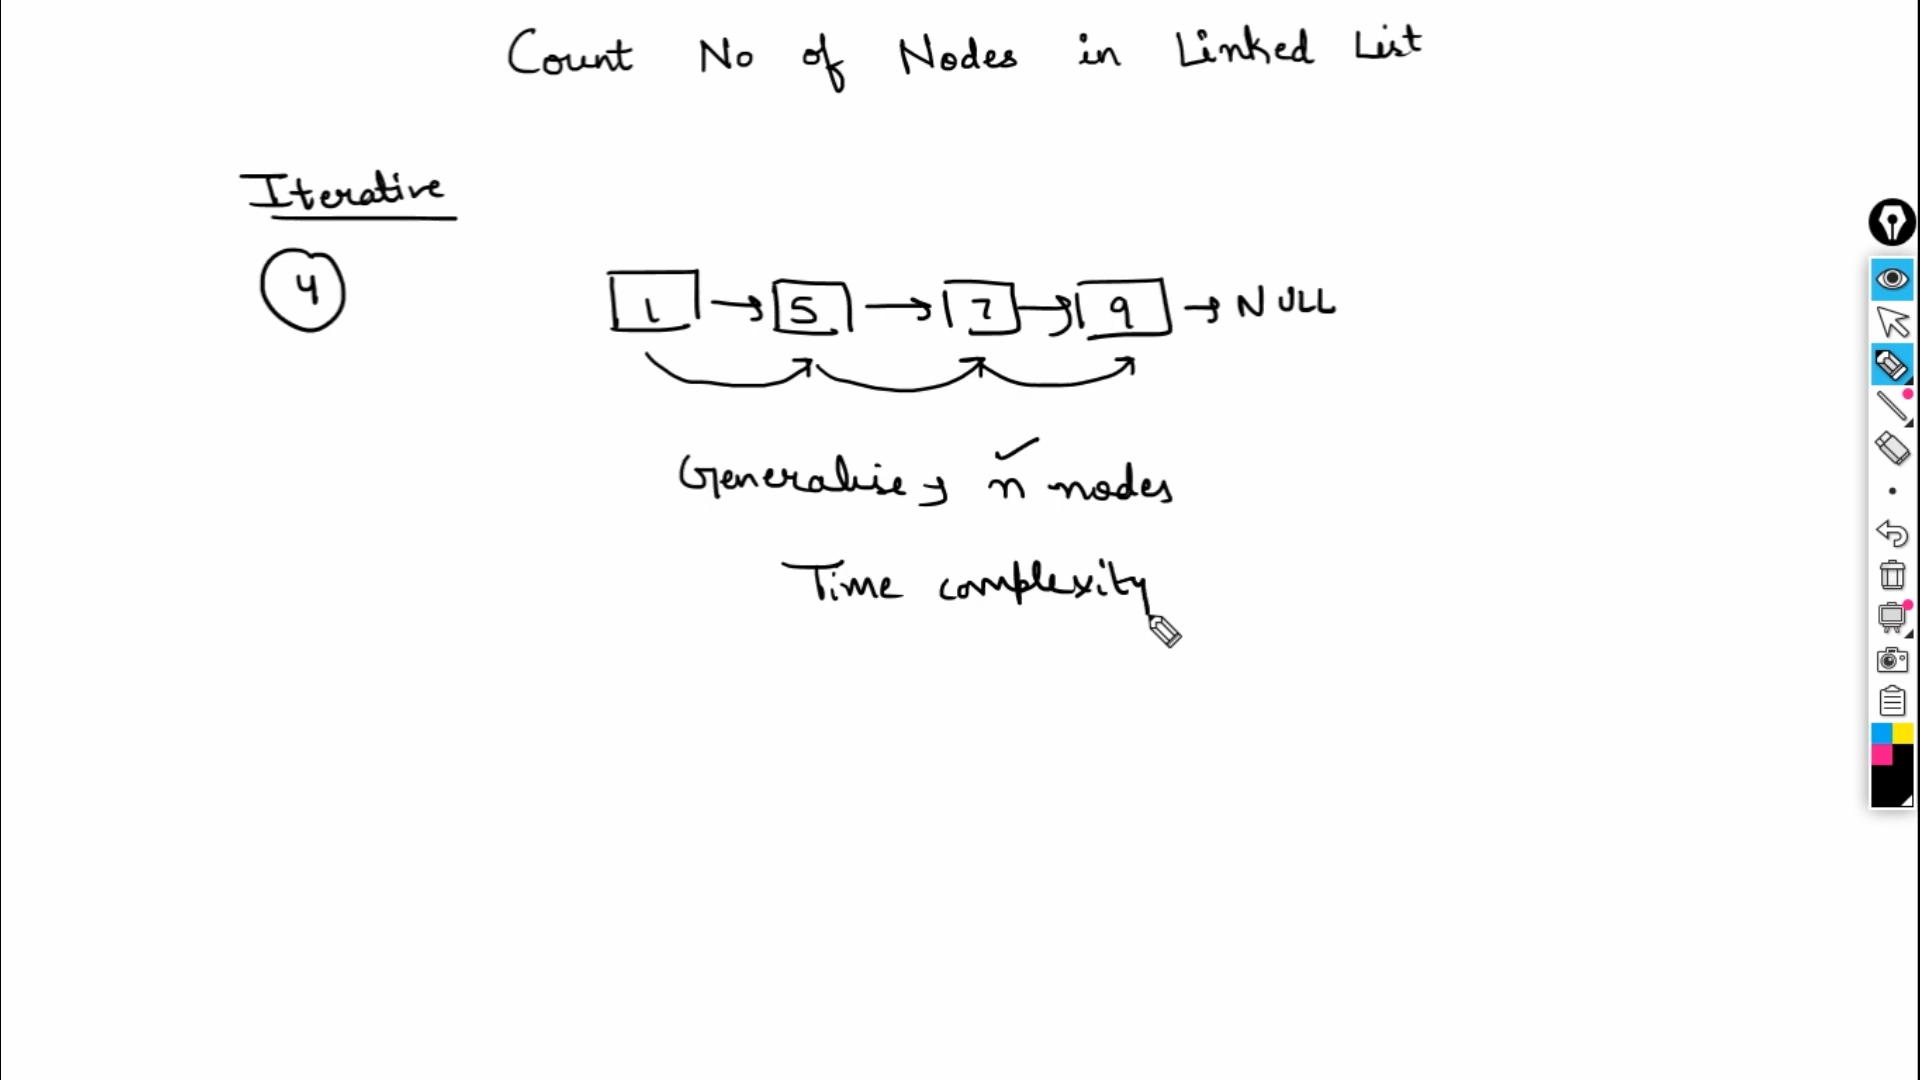 Count No of Nodes in Linked List
Iterative
4
1 → 5 → 7 → 9 → NULL
Generalise → n nodes
Time complexity